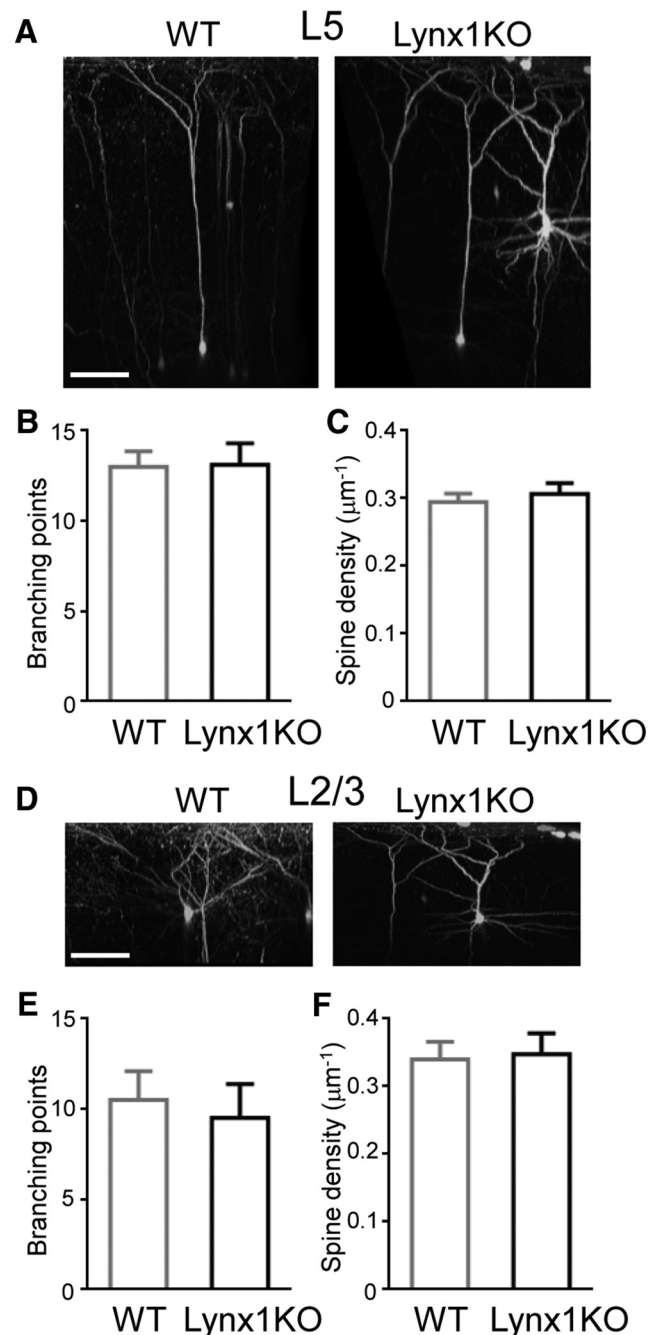 A
L5
WT Lynx1KO
B
15
10
5
0
Branching points
WT Lynx1KO
C
0.4
0.3
0.2
0.1
0
Spine density (μm⁻¹)
WT Lynx1KO
D
L2/3
WT Lynx1KO
E
15
10
5
0
Branching points
WT Lynx1KO
F
0.4
0.3
0.2
0.1
0
Spine density (μm⁻¹)
WT Lynx1KO